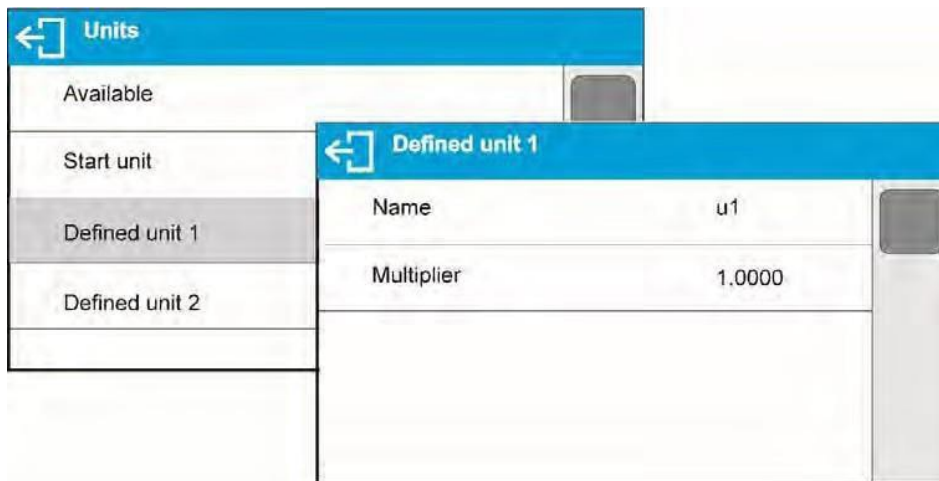 Units
Available
Start unit
Defined unit 1
Defined unit 2
Defined unit 1
Name u1
Multiplier 1.0000